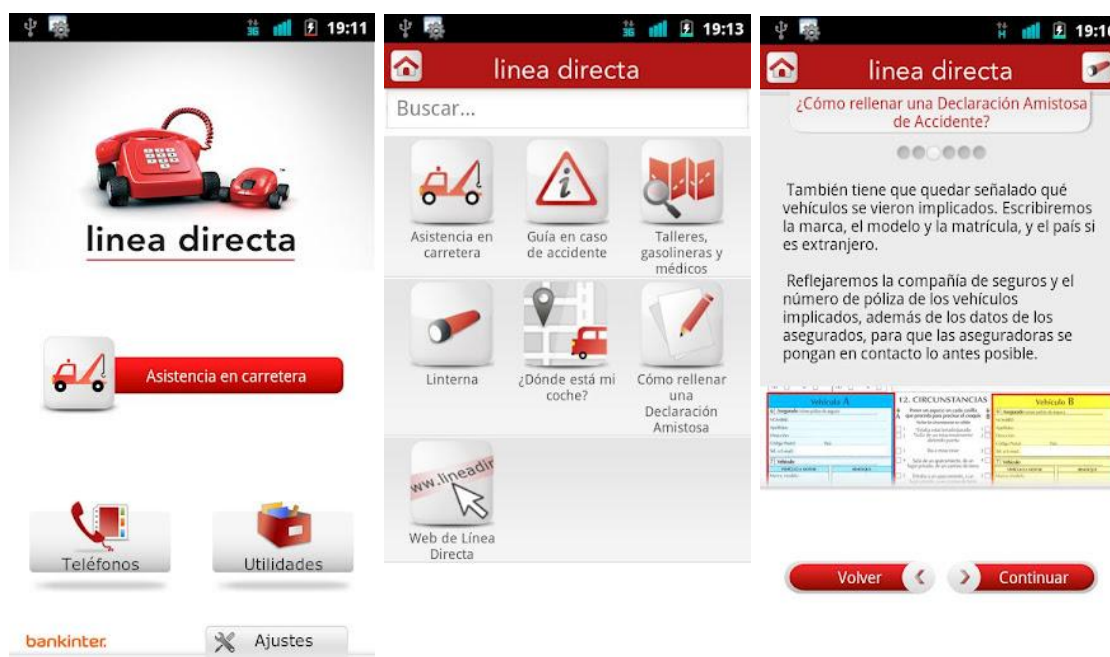 19:11
linea directa
Asistencia en carretera
Teléfonos
Utilidades
bankinter.
Ajustes
3G
19:13
linea directa
Buscar...
Asistencia en
carretera
Guía en caso
de accidente
Talleres,
gasolineras y
médicos
Linterna
¿Dónde está mi
coche?
Cómo rellenar
una
Declaración
Amistosa
ww.lineadir
Web de Línea
Directa
H
19:16
linea directa
¿Cómo rellenar una Declaración Amistosa
de Accidente?
También tiene que quedar señalado qué
vehículos se vieron implicados. Escribiremos
la marca, el modelo y la matrícula, y el país si
es extranjero.
Reflejaremos la compañía de seguros y el
número de póliza de los vehículos
implicados, además de los datos de los
asegurados, para que las aseguradoras se
pongan en contacto lo antes posible.
Vehículo A
12. CIRCUNSTANCIAS
Vehículo B
Volver
Continuar